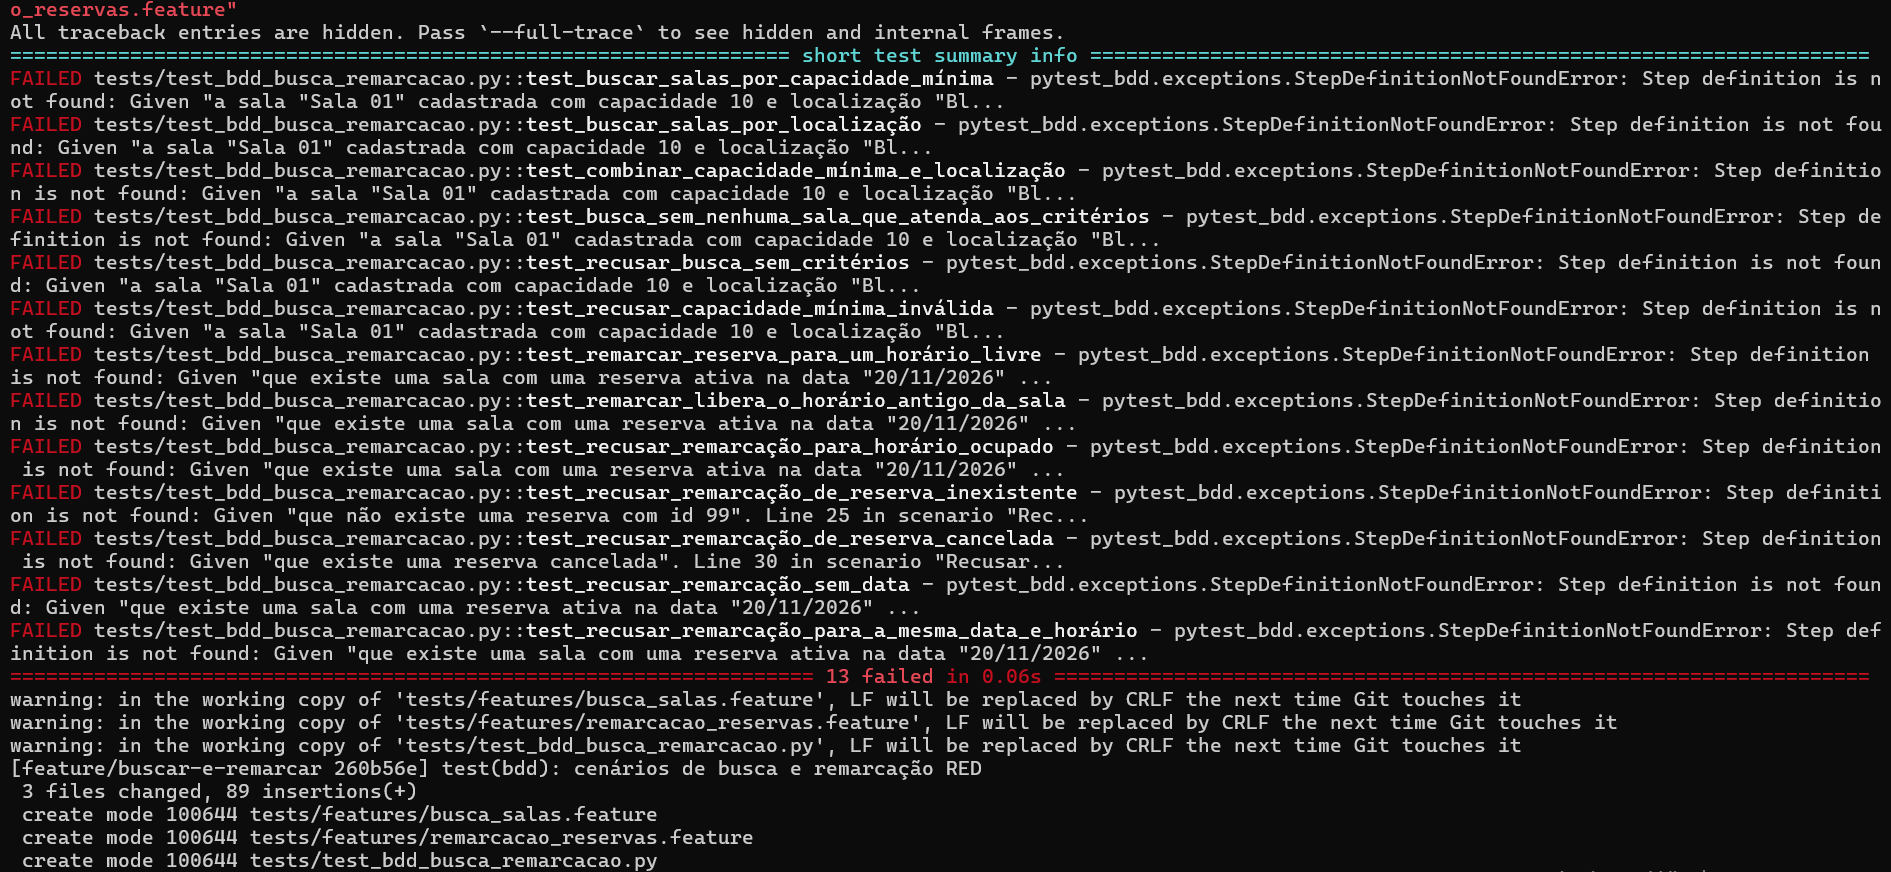 o_reservas.feature"
All traceback entries are hidden. Pass `--full-trace` to see hidden and internal frames.
================================================================= short test summary info =================================================================
FAILED tests/test_bdd_busca_remarcacao.py::test_buscar_salas_por_capacidade_mínima - pytest_bdd.exceptions.StepDefinitionNotFoundError: Step definition is n
ot found: Given "a sala "Sala 01" cadastrada com capacidade 10 e localização "Bl...
FAILED tests/test_bdd_busca_remarcacao.py::test_buscar_salas_por_localização - pytest_bdd.exceptions.StepDefinitionNotFoundError: Step definition is not fou
nd: Given "a sala "Sala 01" cadastrada com capacidade 10 e localização "Bl...
FAILED tests/test_bdd_busca_remarcacao.py::test_combinar_capacidade_mínima_e_localização - pytest_bdd.exceptions.StepDefinitionNotFoundError: Step definitio
n is not found: Given "a sala "Sala 01" cadastrada com capacidade 10 e localização "Bl...
FAILED tests/test_bdd_busca_remarcacao.py::test_busca_sem_nenhuma_sala_que_atenda_aos_critérios - pytest_bdd.exceptions.StepDefinitionNotFoundError: Step de
finition is not found: Given "a sala "Sala 01" cadastrada com capacidade 10 e localização "Bl...
FAILED tests/test_bdd_busca_remarcacao.py::test_recusar_busca_sem_critérios - pytest_bdd.exceptions.StepDefinitionNotFoundError: Step definition is not foun
d: Given "a sala "Sala 01" cadastrada com capacidade 10 e localização "Bl...
FAILED tests/test_bdd_busca_remarcacao.py::test_recusar_capacidade_mínima_inválida - pytest_bdd.exceptions.StepDefinitionNotFoundError: Step definition is n
ot found: Given "a sala "Sala 01" cadastrada com capacidade 10 e localização "Bl...
FAILED tests/test_bdd_busca_remarcacao.py::test_remarcar_reserva_para_um_horário_livre - pytest_bdd.exceptions.StepDefinitionNotFoundError: Step definition
is not found: Given "que existe uma sala com uma reserva ativa na data "20/11/2026" ...
FAILED tests/test_bdd_busca_remarcacao.py::test_remarcar_libera_o_horário_antigo_da_sala - pytest_bdd.exceptions.StepDefinitionNotFoundError: Step definitio
n is not found: Given "que existe uma sala com uma reserva ativa na data "20/11/2026" ...
FAILED tests/test_bdd_busca_remarcacao.py::test_recusar_remarcação_para_horário_ocupado - pytest_bdd.exceptions.StepDefinitionNotFoundError: Step definition
 is not found: Given "que existe uma sala com uma reserva ativa na data "20/11/2026" ...
FAILED tests/test_bdd_busca_remarcacao.py::test_recusar_remarcação_de_reserva_inexistente - pytest_bdd.exceptions.StepDefinitionNotFoundError: Step definiti
on is not found: Given "que não existe uma reserva com id 99". Line 25 in scenario "Rec...
FAILED tests/test_bdd_busca_remarcacao.py::test_recusar_remarcação_de_reserva_cancelada - pytest_bdd.exceptions.StepDefinitionNotFoundError: Step definition
 is not found: Given "que existe uma reserva cancelada". Line 30 in scenario "Recusar...
FAILED tests/test_bdd_busca_remarcacao.py::test_recusar_remarcação_sem_data - pytest_bdd.exceptions.StepDefinitionNotFoundError: Step definition is not foun
d: Given "que existe uma sala com uma reserva ativa na data "20/11/2026" ...
FAILED tests/test_bdd_busca_remarcacao.py::test_recusar_remarcação_para_a_mesma_data_e_horário - pytest_bdd.exceptions.StepDefinitionNotFoundError: Step def
inition is not found: Given "que existe uma sala com uma reserva ativa na data "20/11/2026" ...
=================================================================== 13 failed in 0.06s ====================================================================
warning: in the working copy of 'tests/features/busca_salas.feature', LF will be replaced by CRLF the next time Git touches it
warning: in the working copy of 'tests/features/remarcacao_reservas.feature', LF will be replaced by CRLF the next time Git touches it
warning: in the working copy of 'tests/test_bdd_busca_remarcacao.py', LF will be replaced by CRLF the next time Git touches it
[feature/buscar-e-remarcar 260b56e] test(bdd): cenários de busca e remarcação RED
 3 files changed, 89 insertions(+)
 create mode 100644 tests/features/busca_salas.feature
 create mode 100644 tests/features/remarcacao_reservas.feature
 create mode 100644 tests/test_bdd_busca_remarcacao.py